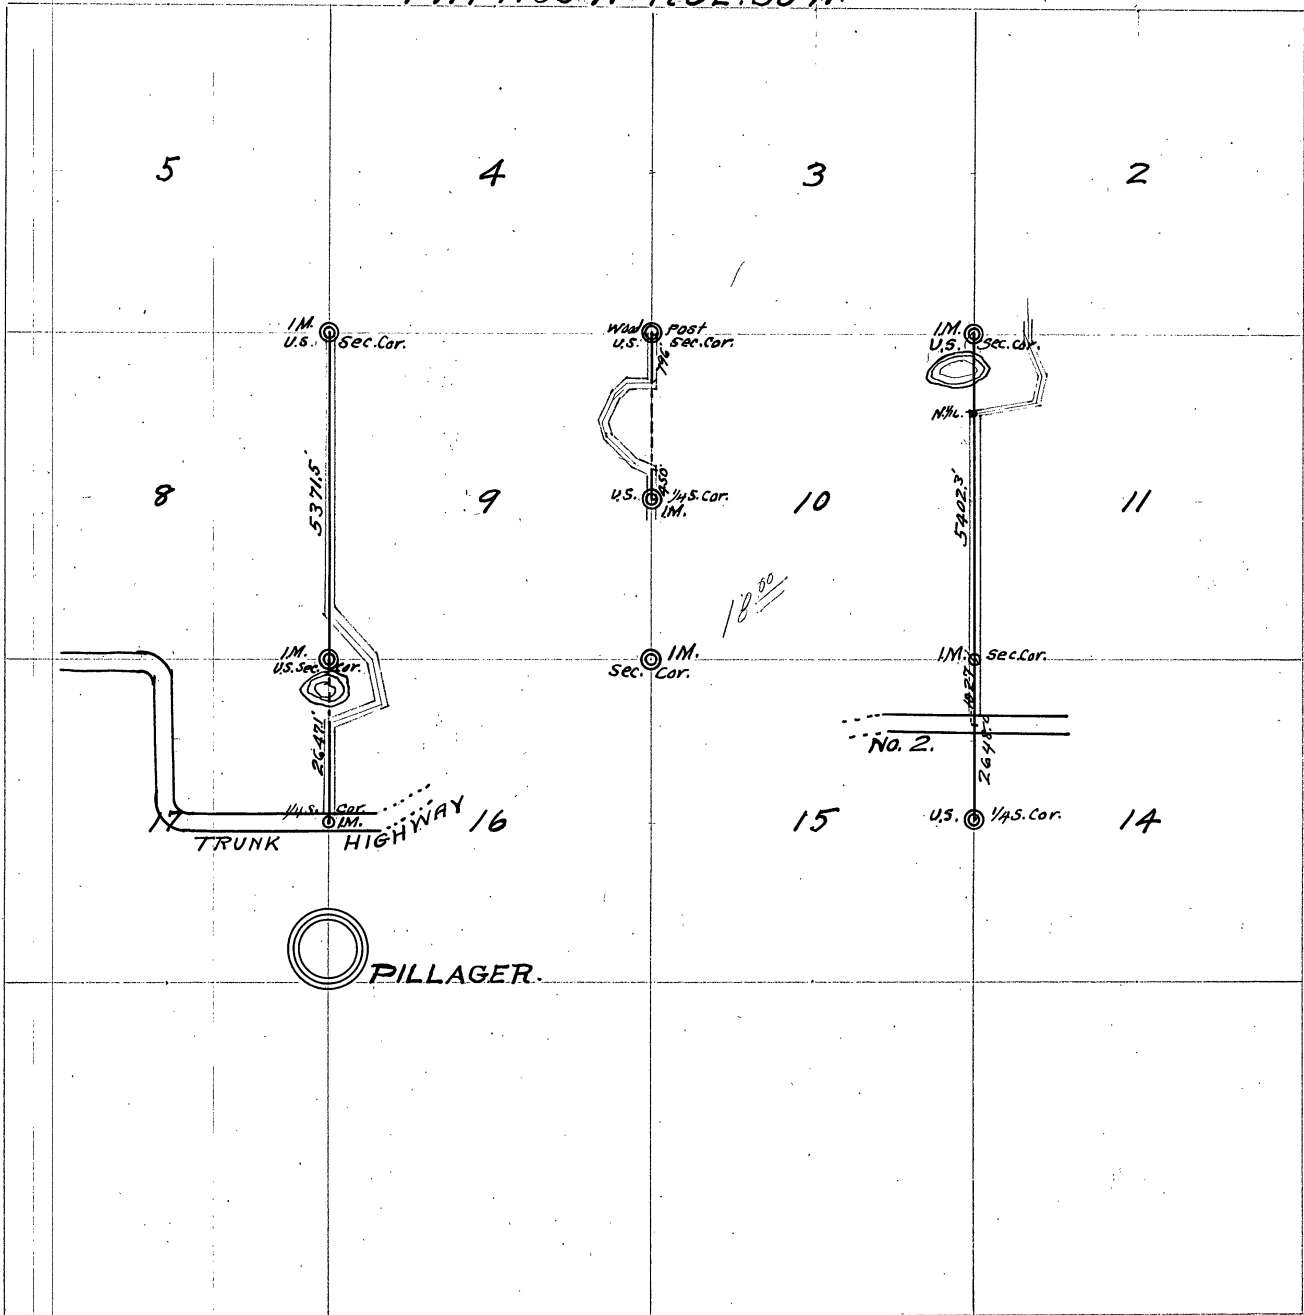 5 4 3 2
I.M.
U.S. Sec. Cor.
Wood Post
U.S. Sec. Cor.
796'
I.M.
U.S. Sec. Cor.
N.1/16.
5371.5'
450'
U.S. 1/4 S. Cor.
I.M.
5402.3'
8 9 10 11
18.00
I.M.
U.S. Sec. Cor.
I.M.
Sec. Cor.
I.M. Sec. Cor.
2647.1'
NO. 2.
1/4 S. Cor.
I.M.
U.S. 1/4 S. Cor.
17 16 15 14
TRUNK HIGHWAY
PILLAGER.